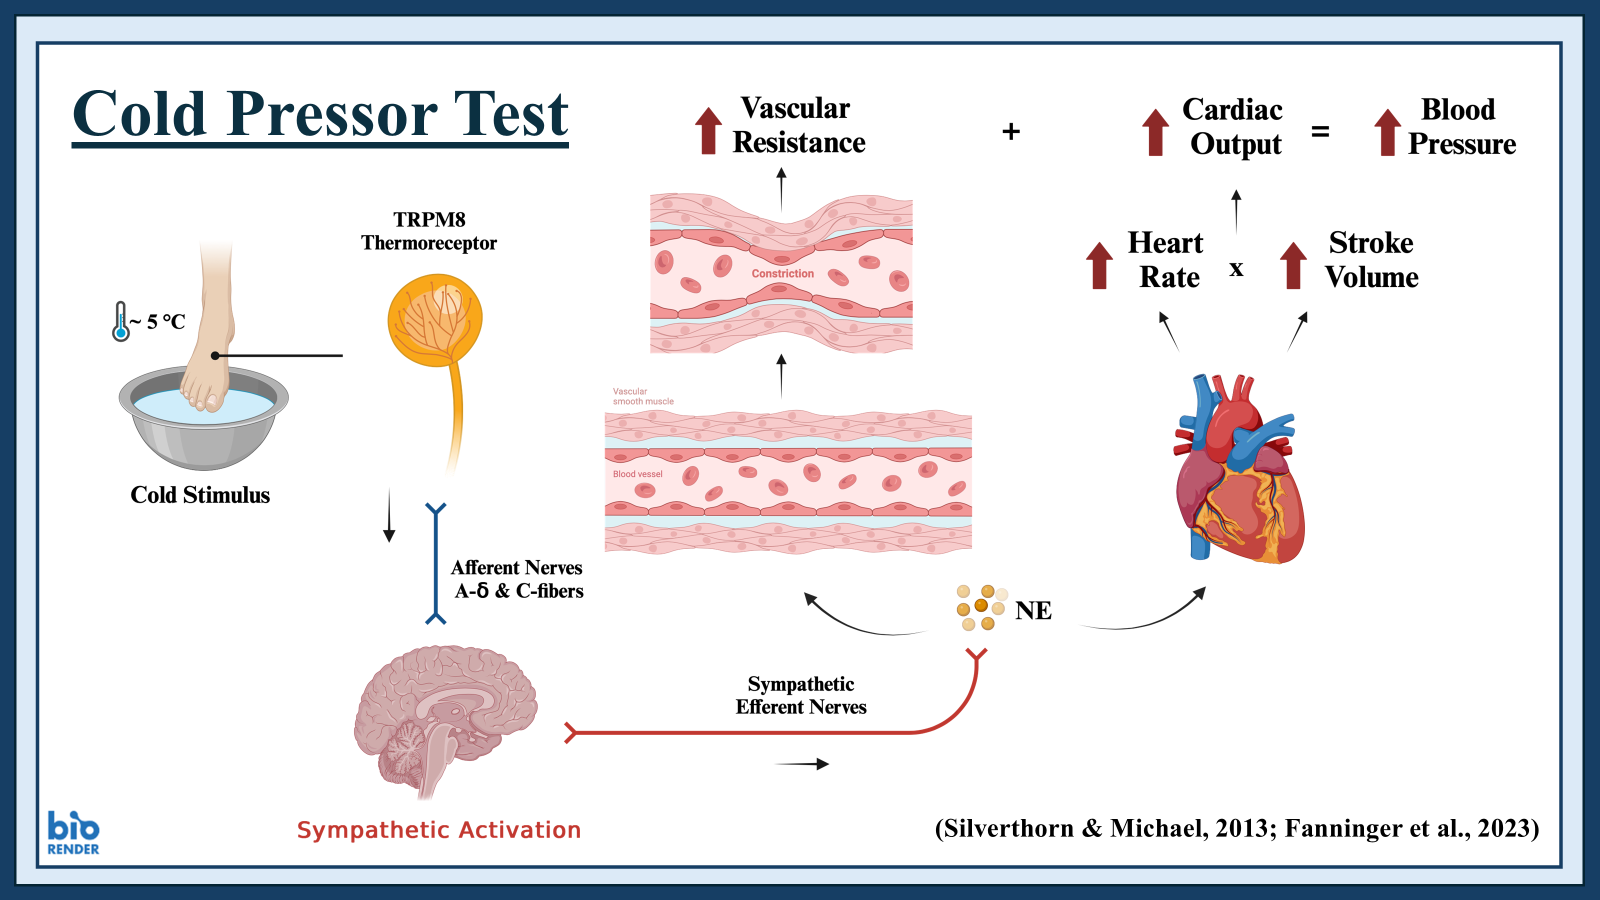 Cold Pressor Test
Vascular
Resistance
+
Cardiac
Output
=
Blood
Pressure
TRPM8
Thermoreceptor
~ 5 °C
Cold Stimulus
Constriction
Heart
Rate
x
Stroke
Volume
Vascular
smooth muscle
Blood vessel
Afferent Nerves
A-δ & C-fibers
NE
Sympathetic
Efferent Nerves
Sympathetic Activation
bio
RENDER
(Silverthorn & Michael, 2013; Fanninger et al., 2023)